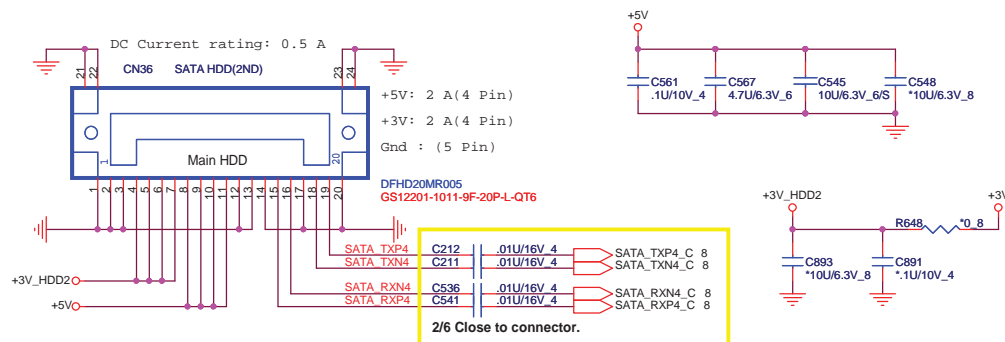 DC Current rating: 0.5 A
CN36 SATA HDD(2ND)
21
22
23
24
+5V: 2 A(4 Pin)
+3V: 2 A(4 Pin)
Gnd : (5 Pin)
1
20
Main HDD
DFHD20MR005
GS12201-1011-9F-20P-L-QT6
1
2
3
4
5
6
7
8
9
10
11
12
13
14
15
16
17
18
19
20
SATA_TXP4 C212 .01U/16V_4 SATA_TXP4_C 8
SATA_TXN4 C211 .01U/16V_4 SATA_TXN4_C 8
SATA_RXN4 C536 .01U/16V_4 SATA_RXN4_C 8
SATA_RXP4 C541 .01U/16V_4 SATA_RXP4_C 8
+3V_HDD2
+5V
2/6 Close to connector.
+5V
C561
.1U/10V_4
C567
4.7U/6.3V_6
C545
10U/6.3V_6/S
C548
*10U/6.3V_8
+3V_HDD2
R648 *0_8
+3V
C893
*10U/6.3V_8
C891
*.1U/10V_4